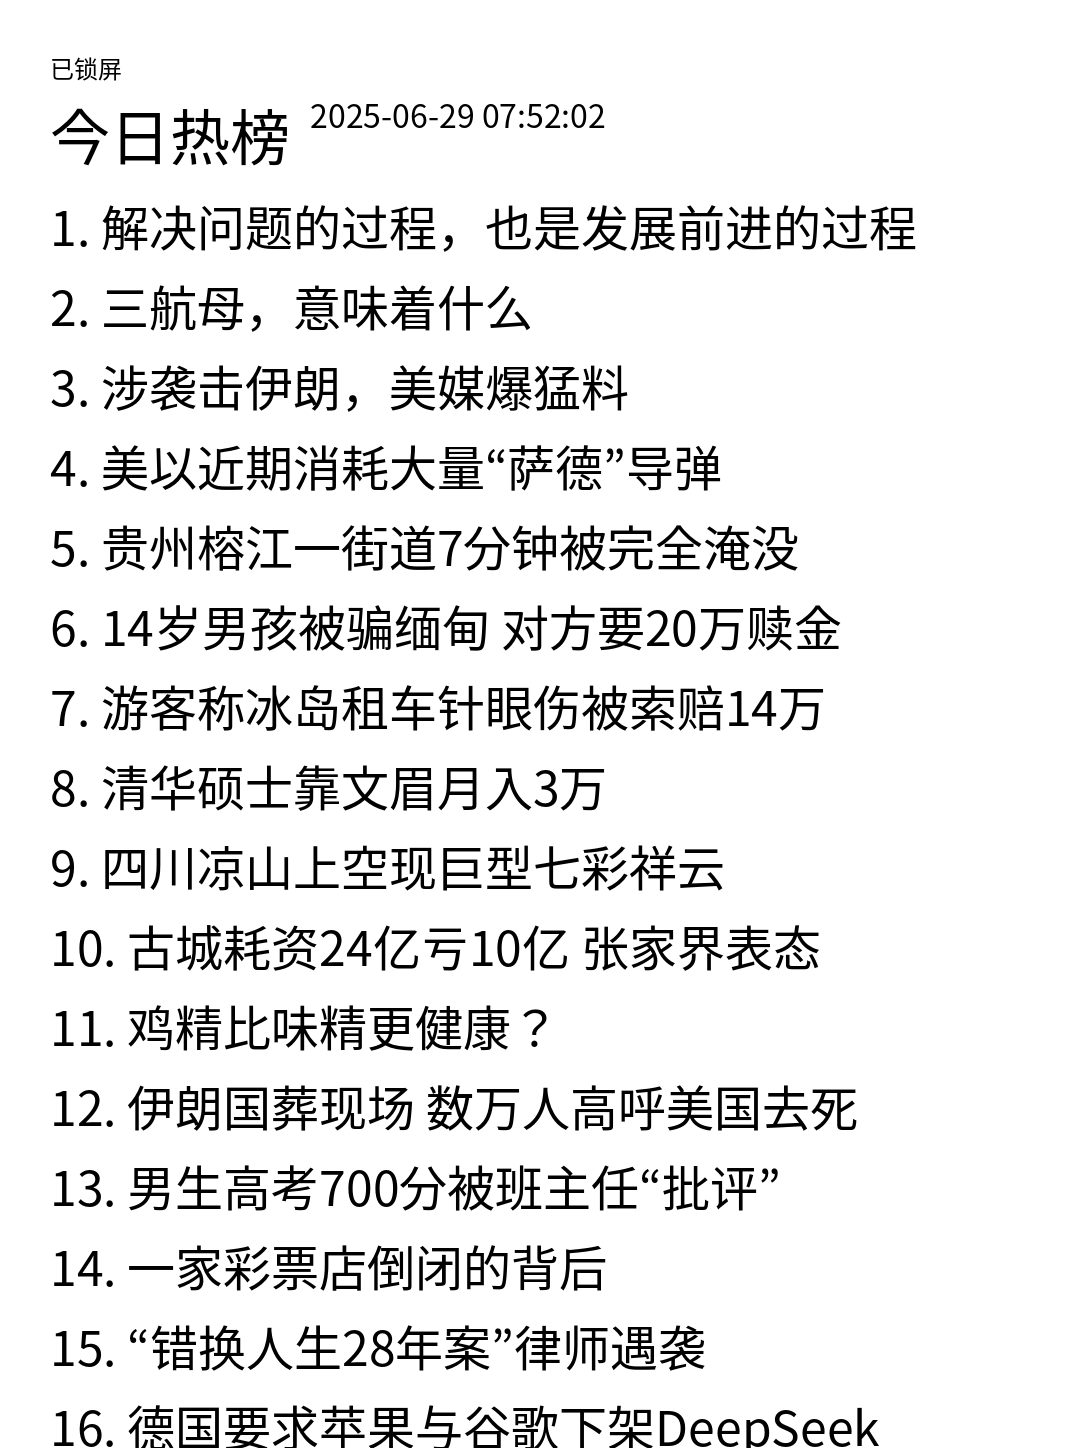 已锁屏
今日热榜 2025-06-29 07:52:02
1. 解决问题的过程，也是发展前进的过程
2. 三航母，意味着什么
3. 涉袭击伊朗，美媒爆猛料
4. 美以近期消耗大量“萨德”导弹
5. 贵州榕江一街道7分钟被完全淹没
6. 14岁男孩被骗缅甸 对方要20万赎金
7. 游客称冰岛租车针眼伤被索赔14万
8. 清华硕士靠文眉月入3万
9. 四川凉山上空现巨型七彩祥云
10. 古城耗资24亿亏10亿 张家界表态
11. 鸡精比味精更健康？
12. 伊朗国葬现场 数万人高呼美国去死
13. 男生高考700分被班主任“批评”
14. 一家彩票店倒闭的背后
15. “错换人生28年案”律师遇袭
16. 德国要求苹果与谷歌下架DeepSeek